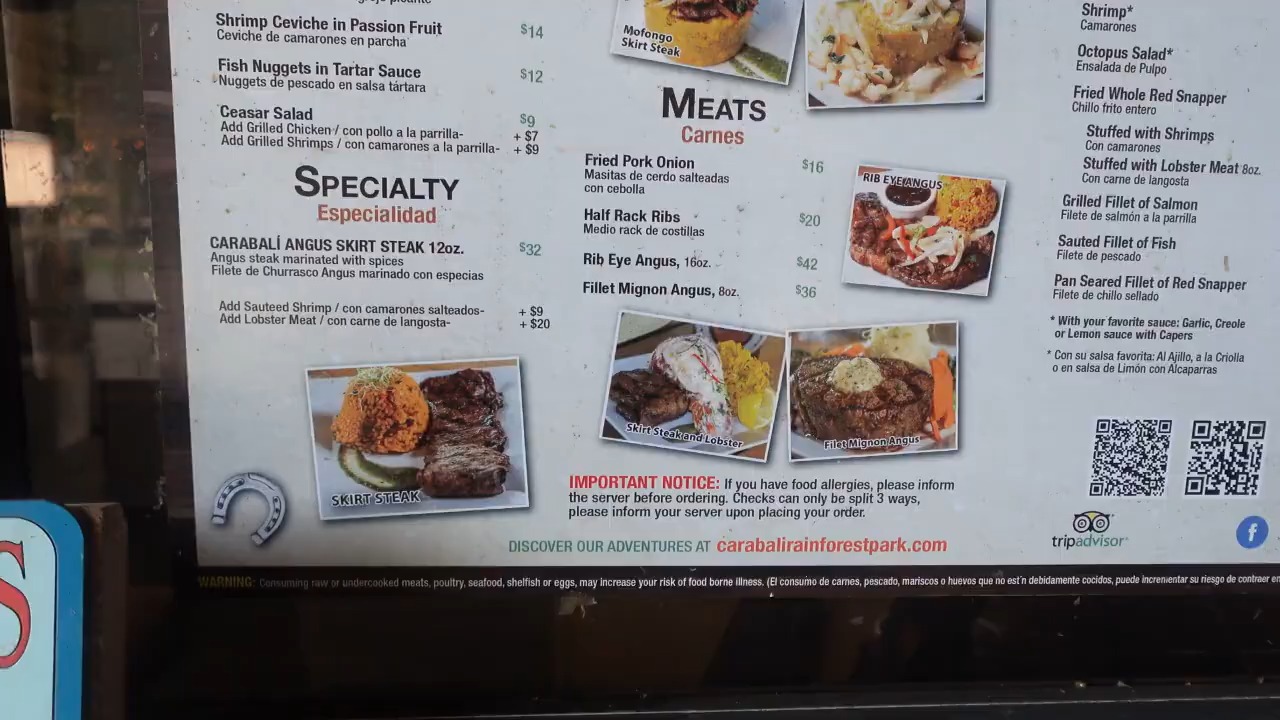 Shrimp Ceviche in Passion Fruit $14
Ceviche de camarones en parcha
Fish Nuggets in Tartar Sauce $12
Nuggets de pescado en salsa tártara
Ceasar Salad $9
Add Grilled Chicken / con pollo a la parrilla- + $7
Add Grilled Shrimps / con camarones a la parrilla- + $9
SPECIALTY
Especialidad
CARABALÍ ANGUS SKIRT STEAK 12oz. $32
Angus steak marinated with spices
Filete de Churrasco Angus marinado con especias
Add Sauteed Shrimp / con camarones salteados- + $9
Add Lobster Meat / con carne de langosta- + $20
SKIRT STEAK
Mofongo
Skirt Steak
MEATS
Carnes
Fried Pork Onion $16
Masitas de cerdo salteadas
con cebolla
Half Rack Ribs $20
Medio rack de costillas
Rib Eye Angus, 16oz. $42
Fillet Mignon Angus, 8oz. $36
RIB EYE ANGUS
Skirt Steak and Lobster
Filet Mignon Angus
IMPORTANT NOTICE: If you have food allergies, please inform
the server before ordering. Checks can only be split 3 ways,
please inform your server upon placing your order.
DISCOVER OUR ADVENTURES AT carabalirainforestpark.com
Shrimp*
Camarones
Octopus Salad*
Ensalada de Pulpo
Fried Whole Red Snapper
Chillo frito entero
Stuffed with Shrimps
Con camarones
Stuffed with Lobster Meat 8oz.
Con carne de langosta
Grilled Fillet of Salmon
Filete de salmón a la parrilla
Sauted Fillet of Fish
Filete de pescado
Pan Seared Fillet of Red Snapper
Filete de chillo sellado
* With your favorite sauce: Garlic, Creole
or Lemon sauce with Capers
* Con su salsa favorita: Al Ajillo, a la Criolla
o en salsa de Limón con Alcaparras
tripadvisor
f
WARNING: Consuming raw or undercooked meats, poultry, seafood, shelfish or eggs, may increase your risk of food borne illness. (El consumo de carnes, pescado, mariscos o huevos que no est´n debidamente cocidos, puede incrementar su riesgo de contraer
S